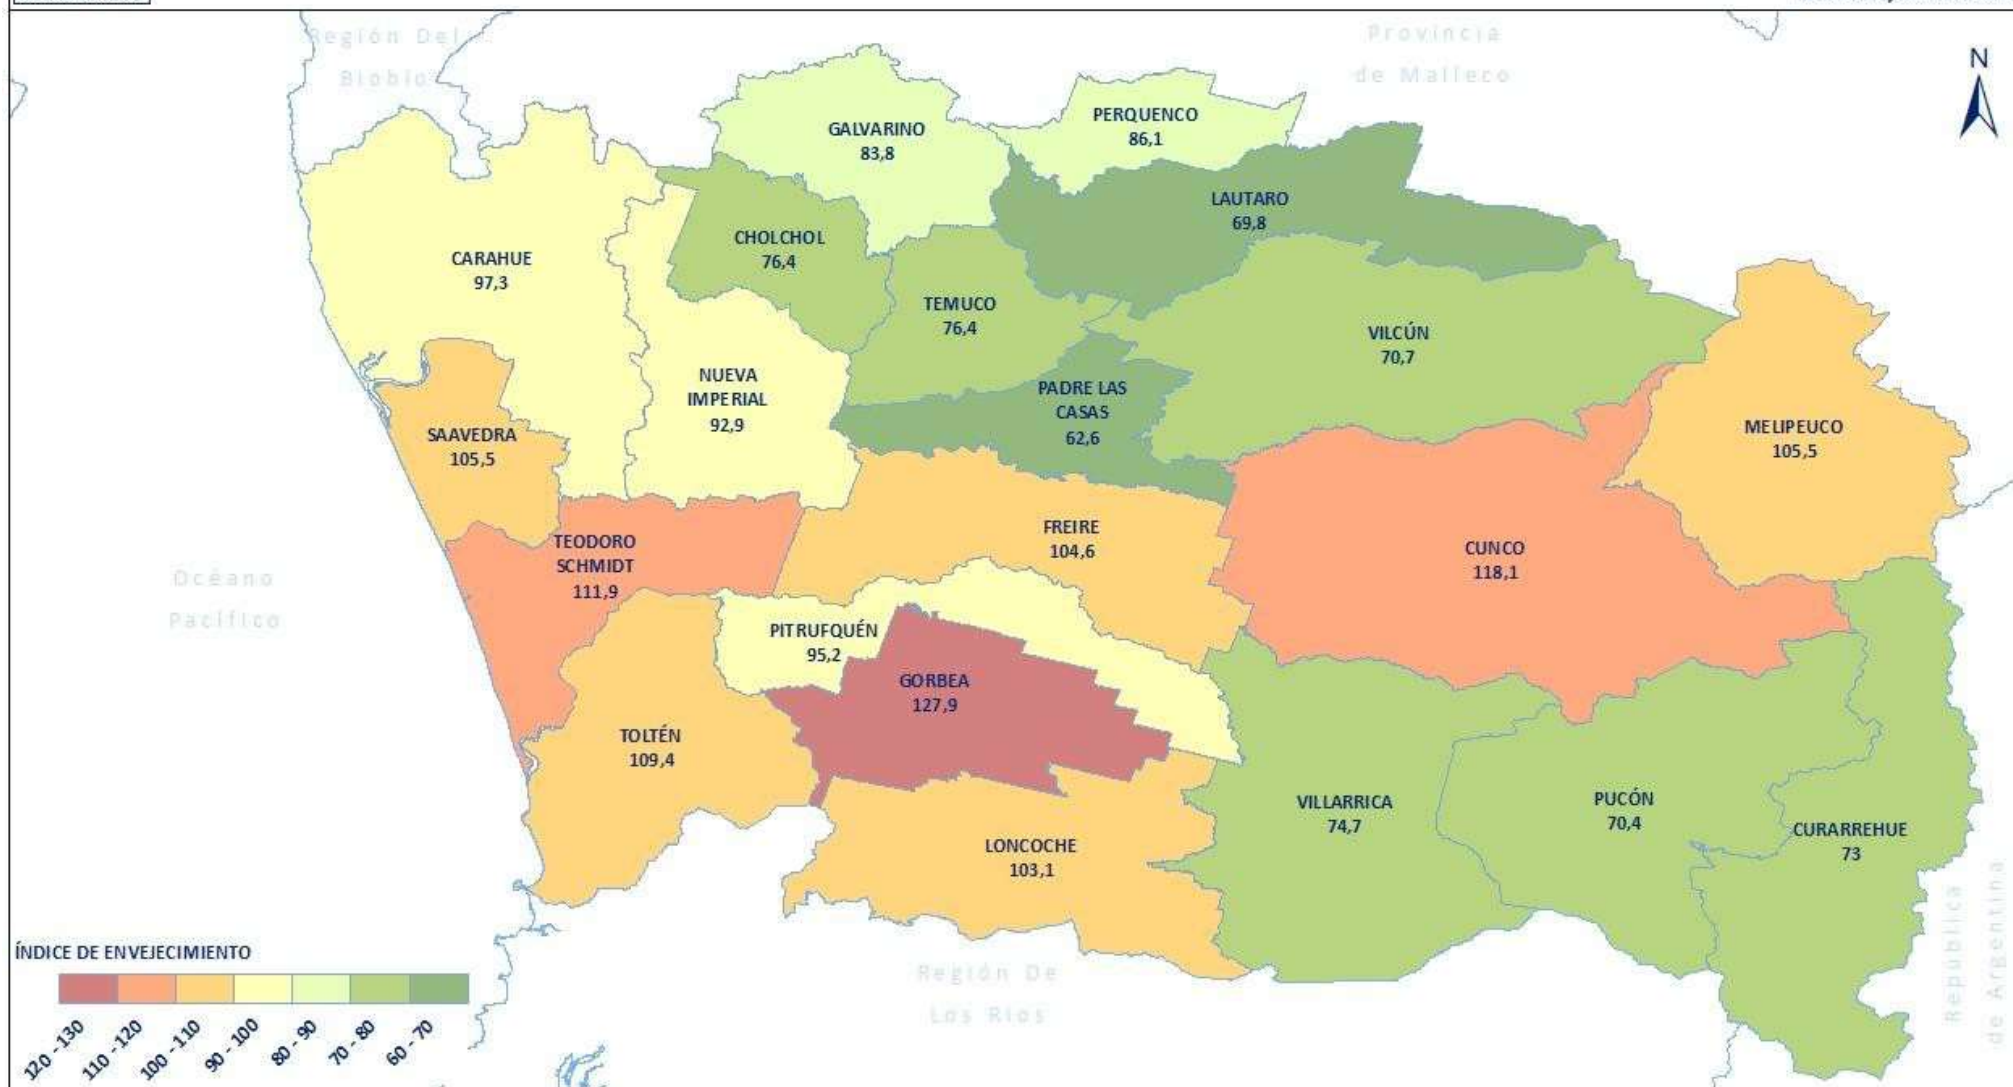 Región Del
Biobío
Provincia
de Malleco
N
GALVARINO
83,8
PERQUENCO
86,1
LAUTARO
69,8
CHOLCHOL
76,4
CARAHUE
97,3
TEMUCO
76,4
VILCÚN
70,7
NUEVA
IMPERIAL
92,9
PADRE LAS
CASAS
62,6
SAAVEDRA
105,5
MELIPEUCO
105,5
FREIRE
104,6
TEODORO
SCHMIDT
111,9
CUNCO
118,1
Océano
Pacífico
PITRUFQUÉN
95,2
GORBEA
127,9
TOLTÉN
109,4
VILLARRICA
74,7
PUCÓN
70,4
CURARREHUE
73
LONCOCHE
103,1
República
de Argentina
Región De
Los Ríos
ÍNDICE DE ENVEJECIMIENTO
120 - 130
110 - 120
100 - 110
90 - 100
80 - 90
70 - 80
60 - 70